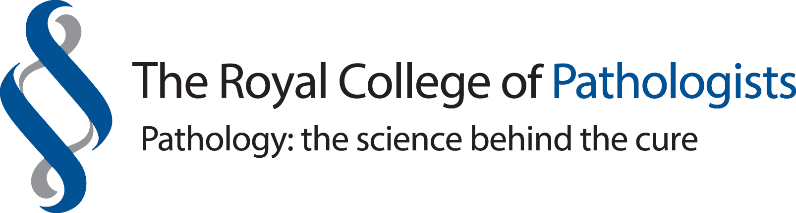 The Royal College of Pathologists
Pathology: the science behind the cure